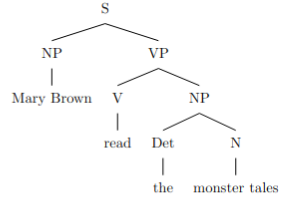 S
NP VP
Mary Brown V NP
read Det N
the monster tales